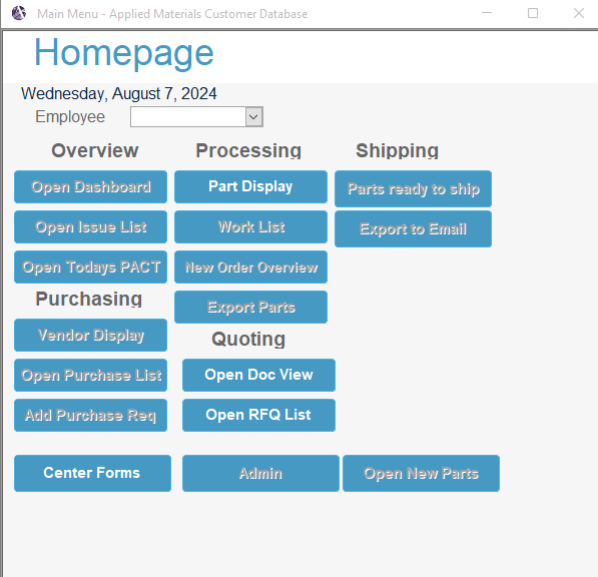 Main Menu - Applied Materials Customer Database
Homepage
Wednesday, August 7, 2024
Employee
Overview
Open Dashboard
Open Issue List
Open Todays PACT
Purchasing
Vendor Display
Open Purchase List
Add Purchase Req
Processing
Part Display
Work List
New Order Overview
Export Parts
Quoting
Open Doc View
Open RFQ List
Shipping
Parts ready to ship
Export to Email
Center Forms
Admin
Open New Parts